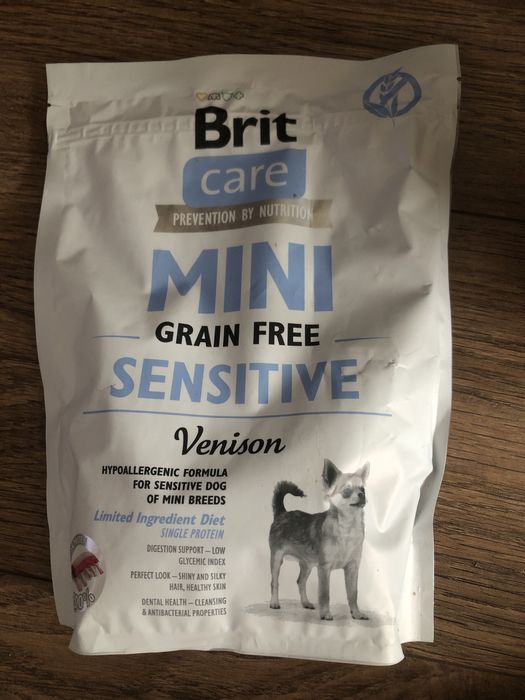 Brit
care
PREVENTION BY NUTRITION
MINI
GRAIN FREE
SENSITIVE
Venison
HYPOALLERGENIC FORMULA
FOR SENSITIVE DOG
OF MINI BREEDS
Limited Ingredient Diet
SINGLE PROTEIN
DIGESTION SUPPORT – LOW
GLYCEMIC INDEX
PERFECT LOOK – SHINY AND SILKY
HAIR, HEALTHY SKIN
DENTAL HEALTH – CLEANSING
& ANTIBACTERIAL PROPERTIES